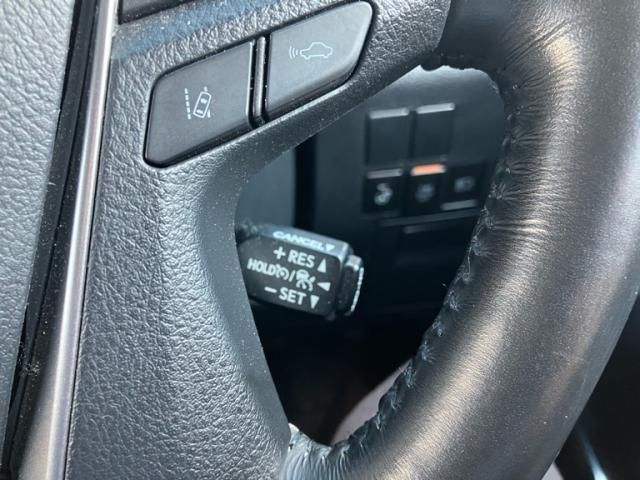 CANCEL
+ RES
HOLD /
− SET